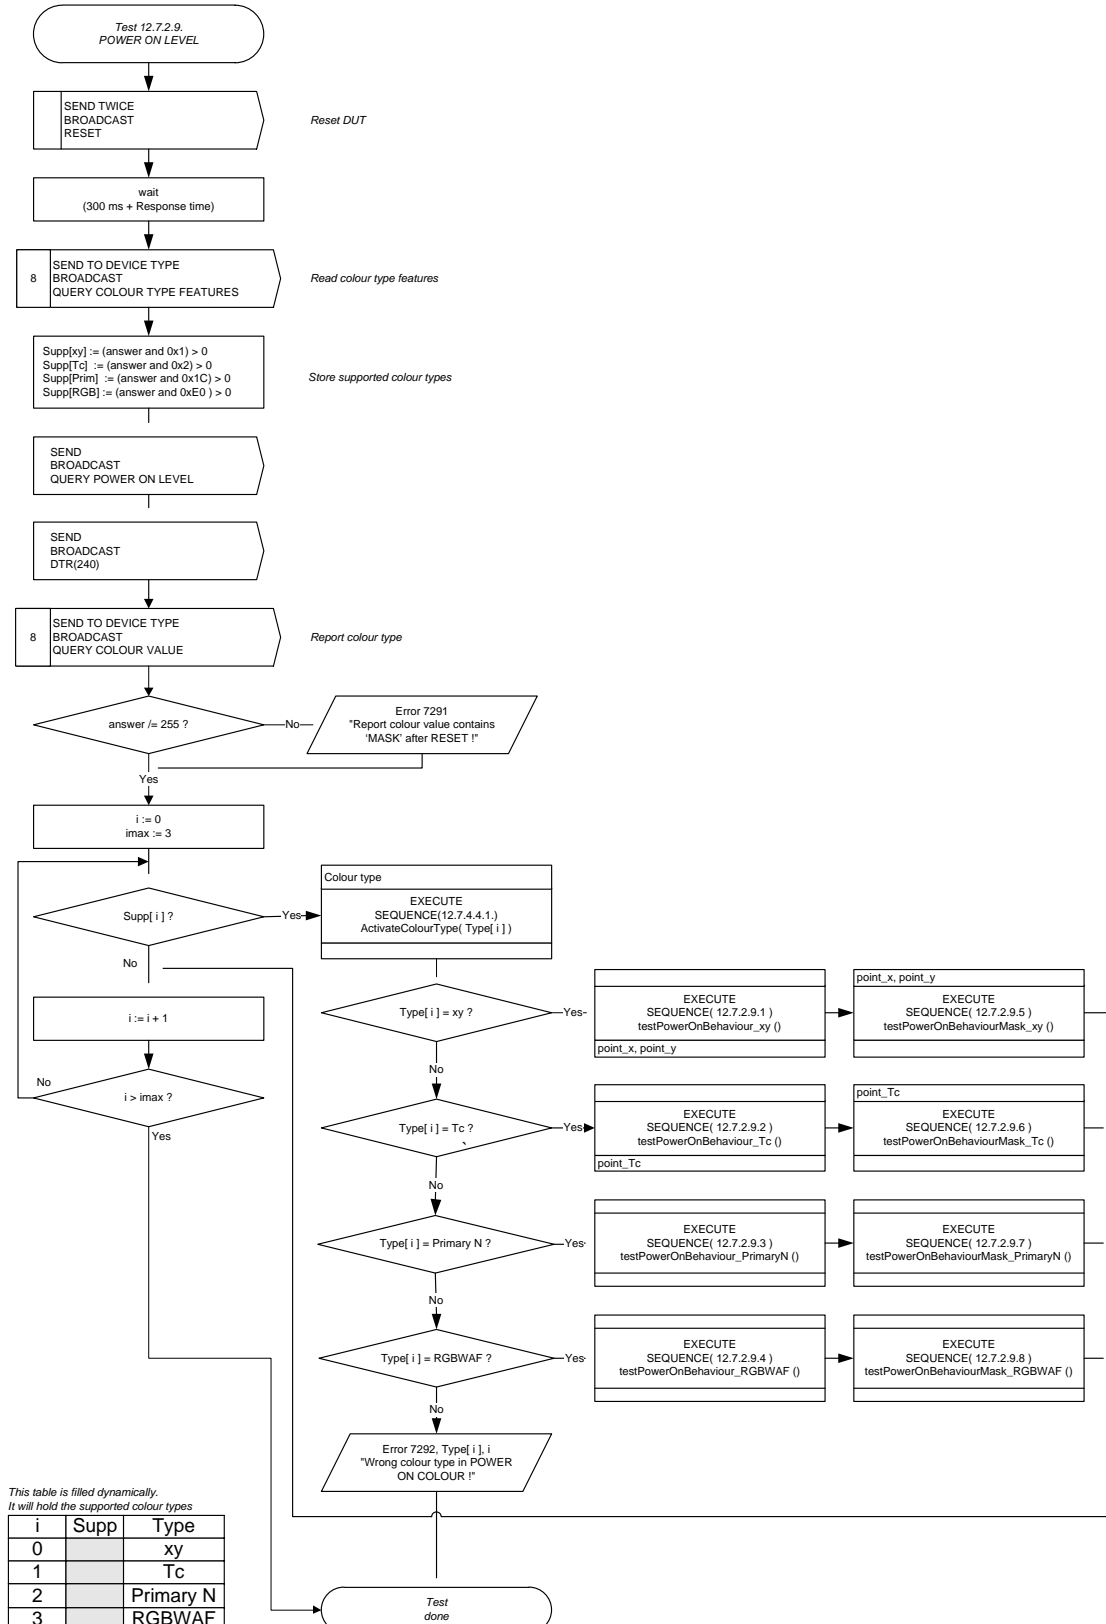 Test 12.7.2.9.
POWER ON LEVEL
SEND TWICE
BROADCAST
RESET
Reset DUT
wait
(300 ms + Response time)
8
SEND TO DEVICE TYPE
BROADCAST
QUERY COLOUR TYPE FEATURES
Read colour type features
Supp[xy] := (answer and 0x1) > 0
Supp[Tc] := (answer and 0x2) > 0
Supp[Prim] := (answer and 0x1C) > 0
Supp[RGB] := (answer and 0xE0 ) > 0
Store supported colour types
SEND
BROADCAST
QUERY POWER ON LEVEL
SEND
BROADCAST
DTR(240)
8
SEND TO DEVICE TYPE
BROADCAST
QUERY COLOUR VALUE
Report colour type
answer /= 255 ?
No
Error 7291
"Report colour value contains
‘MASK’ after RESET !"
Yes
i := 0
imax := 3
Supp[ i ] ?
Yes
Colour type
EXECUTE
SEQUENCE(12.7.4.4.1.)
ActivateColourType( Type[ i ] )
No
i := i + 1
No
i > imax ?
Yes
Type[ i ] = xy ?
Yes
EXECUTE
SEQUENCE( 12.7.2.9.1 )
testPowerOnBehaviour_xy ()
point_x, point_y
point_x, point_y
EXECUTE
SEQUENCE( 12.7.2.9.5 )
testPowerOnBehaviourMask_xy ()
No
Type[ i ] = Tc ?
`
Yes
EXECUTE
SEQUENCE( 12.7.2.9.2 )
testPowerOnBehaviour_Tc ()
point_Tc
point_Tc
EXECUTE
SEQUENCE( 12.7.2.9.6 )
testPowerOnBehaviourMask_Tc ()
No
Type[ i ] = Primary N ?
Yes
EXECUTE
SEQUENCE( 12.7.2.9.3 )
testPowerOnBehaviour_PrimaryN ()
EXECUTE
SEQUENCE( 12.7.2.9.7 )
testPowerOnBehaviourMask_PrimaryN ()
No
Type[ i ] = RGBWAF ?
Yes
EXECUTE
SEQUENCE( 12.7.2.9.4 )
testPowerOnBehaviour_RGBWAF ()
EXECUTE
SEQUENCE( 12.7.2.9.8 )
testPowerOnBehaviourMask_RGBWAF ()
No
Error 7292, Type[ i ], i
"Wrong colour type in POWER
ON COLOUR !"
This table is filled dynamically.
It will hold the supported colour types
i Supp Type
0 xy
1 Tc
2 Primary N
3 RGBWAF
Test
done